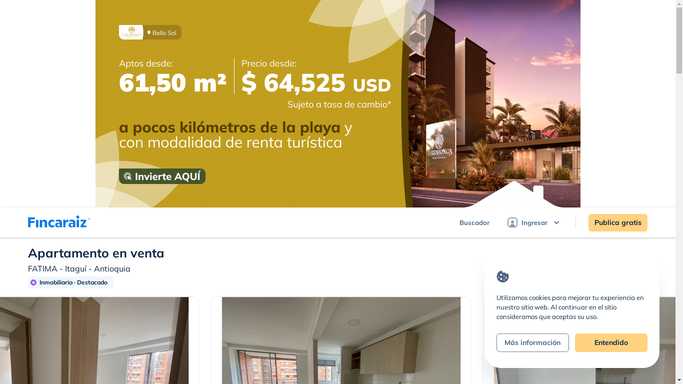 Bello Sol
Aptos desde:
61,50 m²
Precio desde:
$ 64,525 USD
Sujeto a tasa de cambio*
a pocos kilómetros de la playa y
con modalidad de renta turística
Invierte AQUÍ
Fincaraiz
Buscador
Ingresar
Publica gratis
Apartamento en venta
FATIMA - Itaguí - Antioquia
Inmobiliaria - Destacado
Utilizamos cookies para mejorar tu experiencia en
nuestro sitio web. Al continuar en el sitio
consideramos que aceptas su uso.
Más información
Entendido